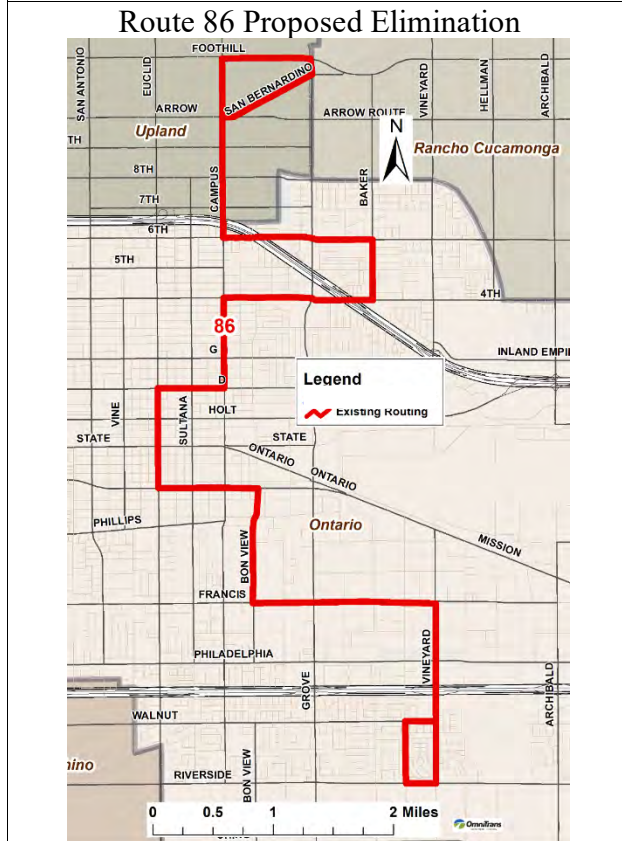 Route 86 Proposed Elimination
FOOTHILL
SAN ANTONIO
EUCLID
SAN BERNARDINO
VINEYARD
HELLMAN
ARCHIBALD
ARROW
ARROW ROUTE
N
TH
Upland
Rancho Cucamonga
8TH
CAMPUS
BAKER
7TH
6TH
5TH
4TH
86
G
INLAND EMPI
D
Legend
Existing Routing
VINE
SULTANA
HOLT
STATE
STATE
ONTARIO
ONTARIO
PHILLIPS
Ontario
MISSION
BON VIEW
FRANCIS
PHILADELPHIA
GROVE
VINEYARD
ARCHIBALD
WALNUT
hino
RIVERSIDE
BON VIEW
0 0.5 1 2 Miles
OmniTrans